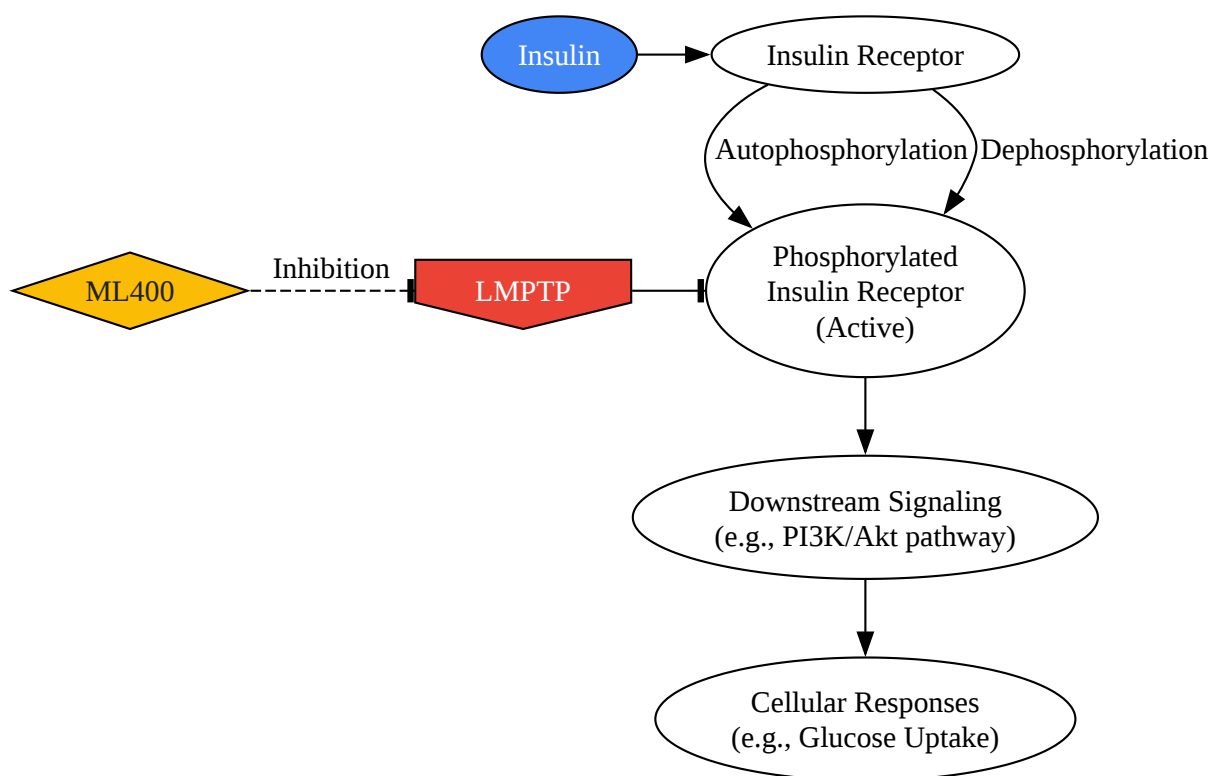 Insulin
Insulin Receptor
Autophosphorylation
Dephosphorylation
Phosphorylated
Insulin Receptor
(Active)
ML400
Inhibition
LMPTP
Downstream Signaling
(e.g., PI3K/Akt pathway)
Cellular Responses
(e.g., Glucose Uptake)